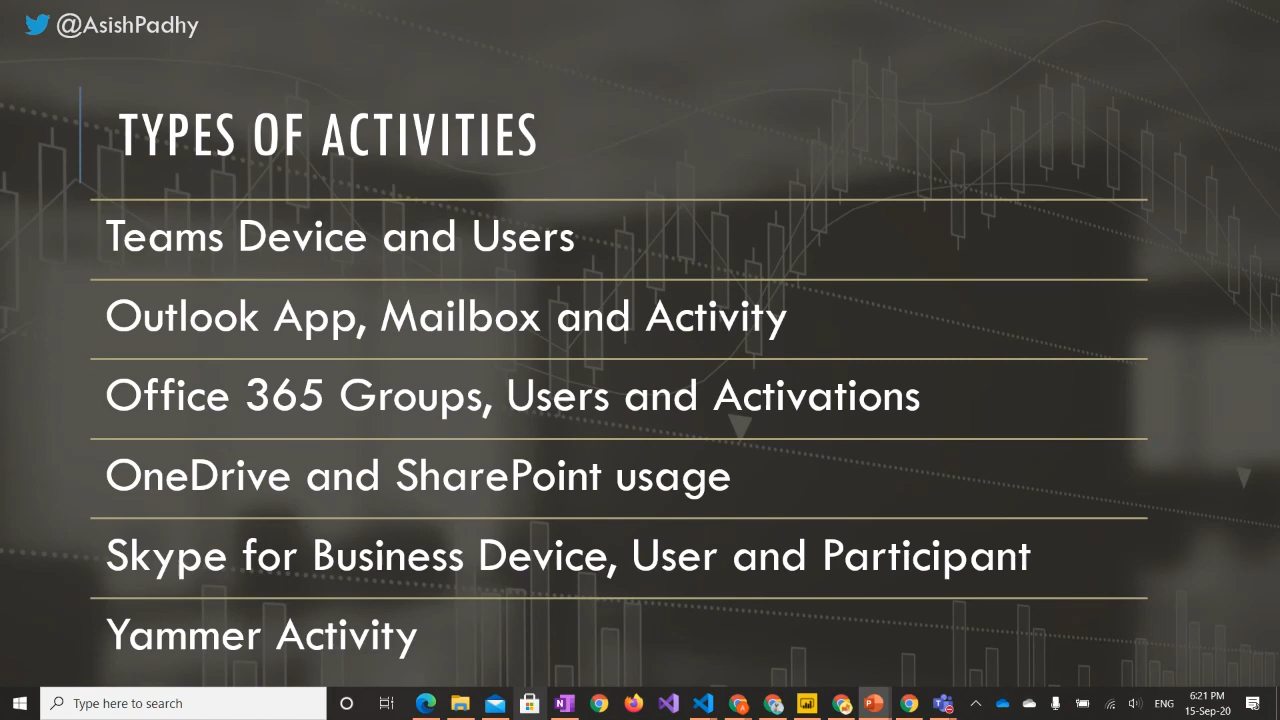 @AsishPadhy
TYPES OF ACTIVITIES
Teams Device and Users
Outlook App, Mailbox and Activity
Office 365 Groups, Users and Activations
OneDrive and SharePoint usage
Skype for Business Device, User and Participant
Yammer Activity
Type here to search
ENG
6:21 PM
15-Sep-20